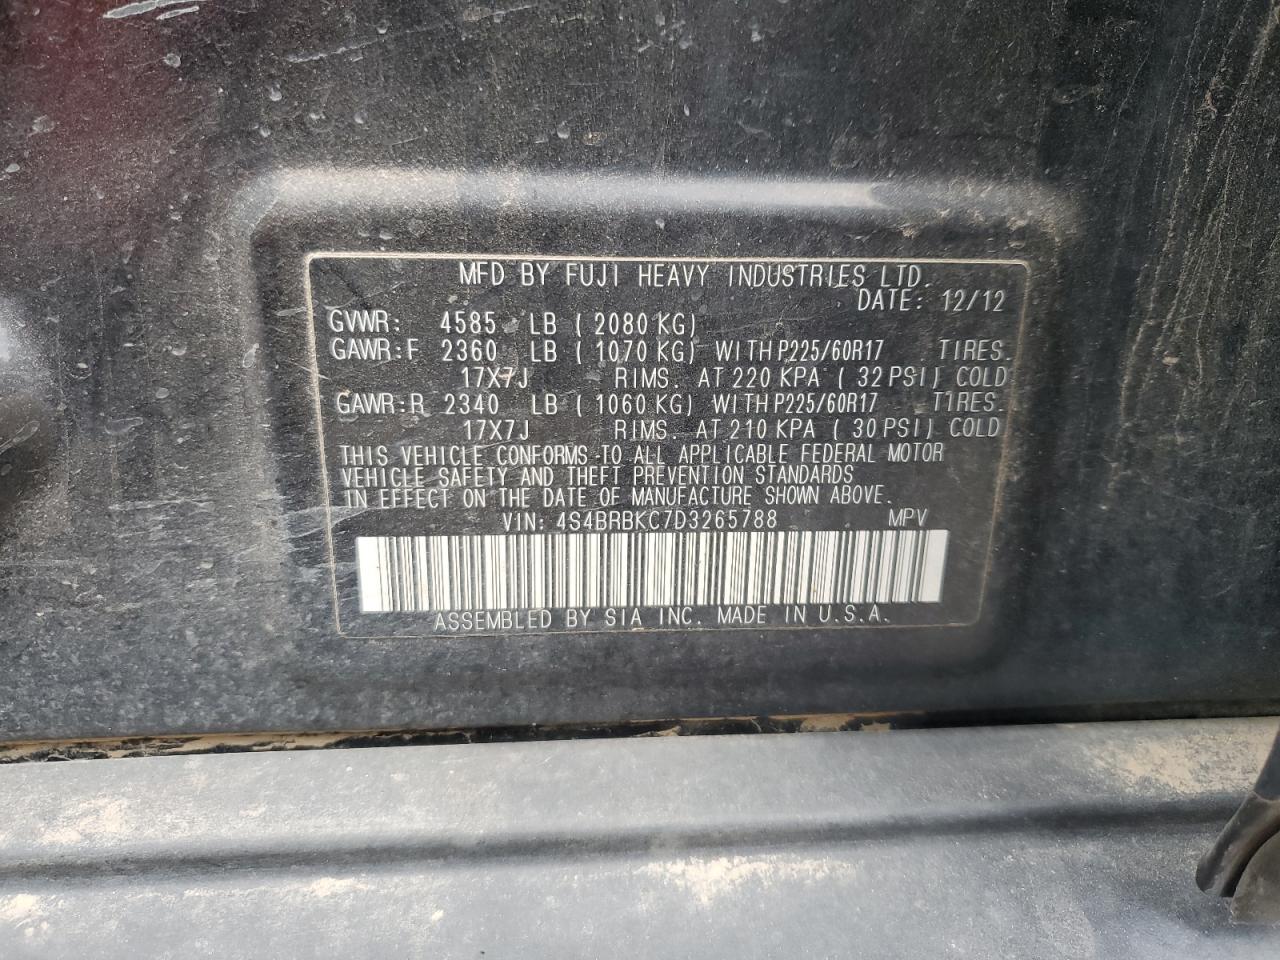 MFD BY FUJI HEAVY INDUSTRIES LTD.
DATE: 12/12
GVWR: 4585 LB ( 2080 KG)
GAWR:F 2360 LB ( 1070 KG) WITH P225/60R17 TIRES.
17X7J RIMS. AT 220 KPA ( 32 PSI) COLD
GAWR:R 2340 LB ( 1060 KG) WITH P225/60R17 TIRES.
17X7J RIMS. AT 210 KPA ( 30 PSI) COLD
THIS VEHICLE CONFORMS TO ALL APPLICABLE FEDERAL MOTOR
VEHICLE SAFETY AND THEFT PREVENTION STANDARDS
IN EFFECT ON THE DATE OF MANUFACTURE SHOWN ABOVE.
VIN: 4S4BRBKC7D3265788 MPV
ASSEMBLED BY SIA INC. MADE IN U.S.A.